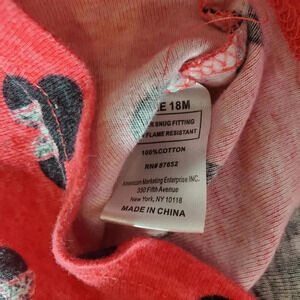 E 18M
SNUG FITTING
FLAME RESISTANT
100%COTTON
RN# 87652
Americasm Marketing Enterprise INC.
350 Fifth Avenue
New York, NY 10118
MADE IN CHINA